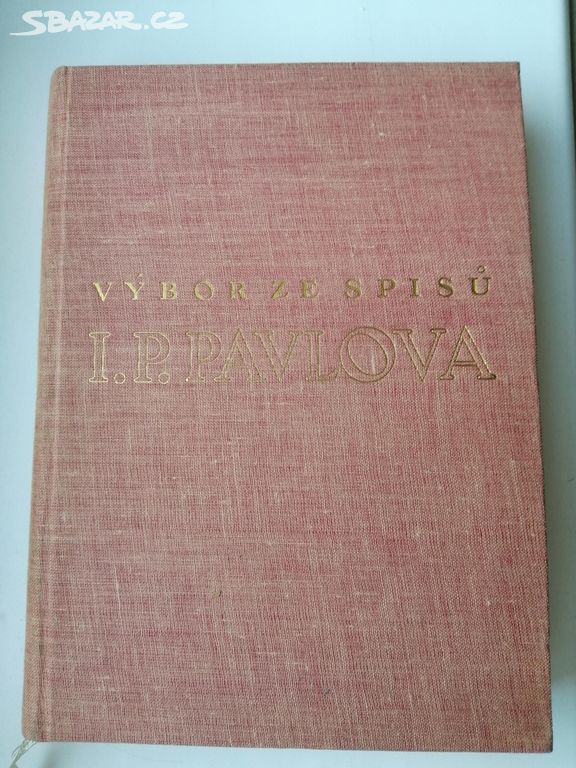 SBAZAR.CZ
VÝBOR ZE SPISŮ
I. P. PAVLOVA